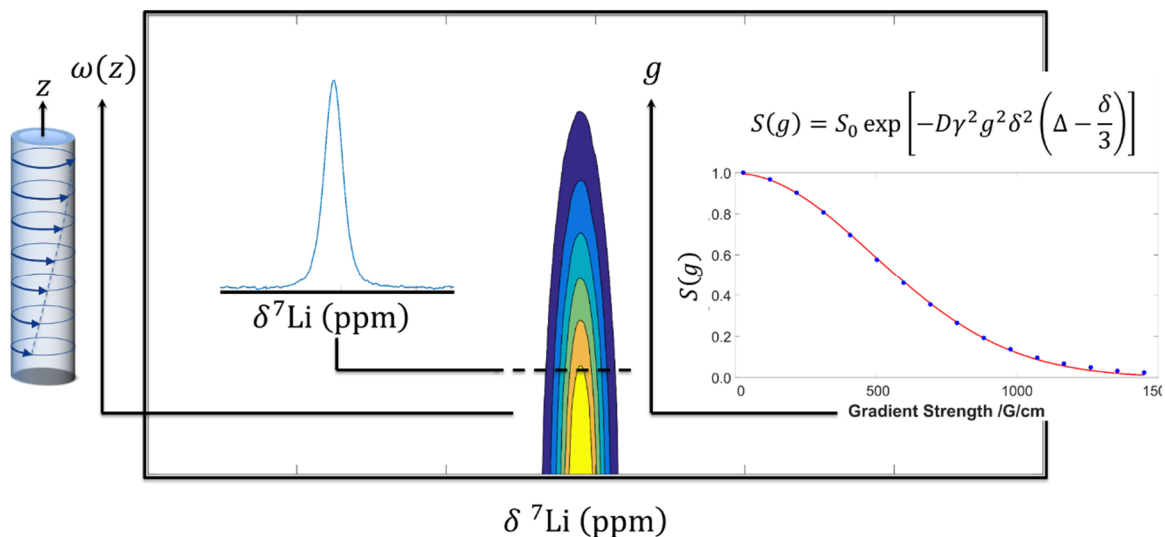 ω(z)
z
g
S(g) = S₀ exp[−Dγ²g²δ²(Δ − δ/3)]
δ⁷Li (ppm)
1.0
0.8
0.6
0.4
0.2
0.0
S(g)
0
500
1000
150
Gradient Strength /G/cm
δ ⁷Li (ppm)